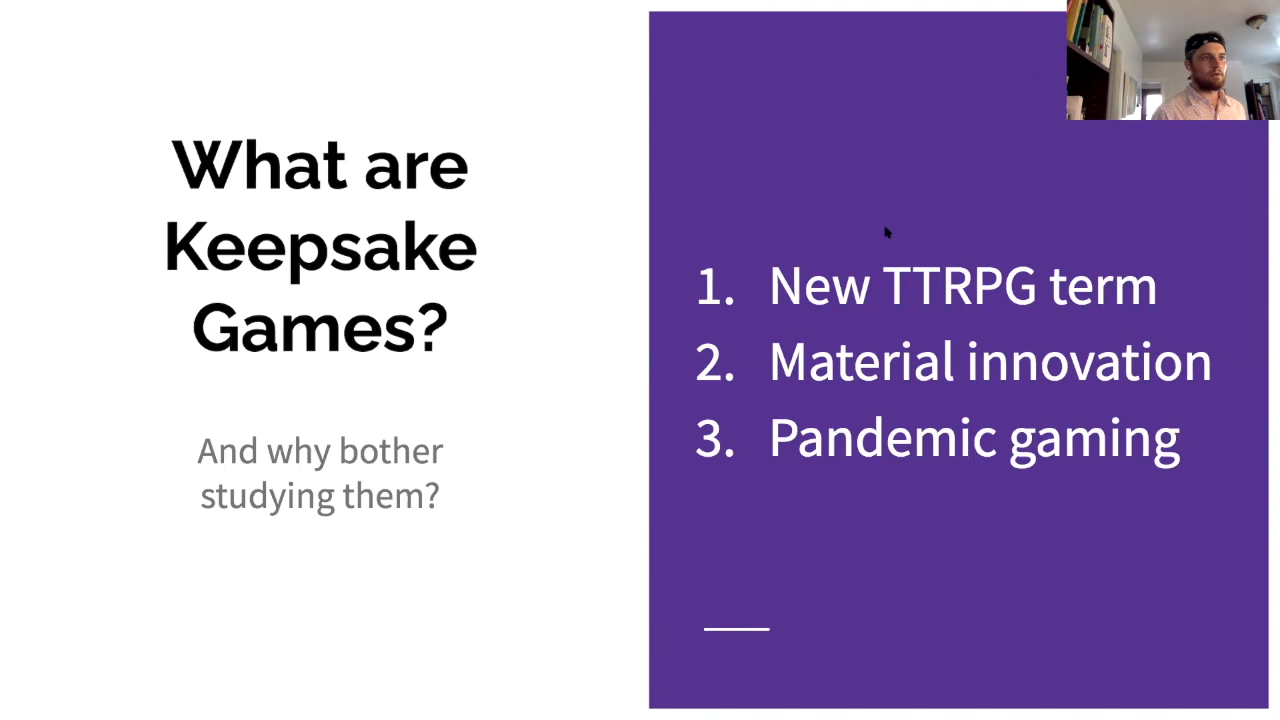 What are
Keepsake
Games?
And why bother
studying them?
1. New TTRPG term
2. Material innovation
3. Pandemic gaming